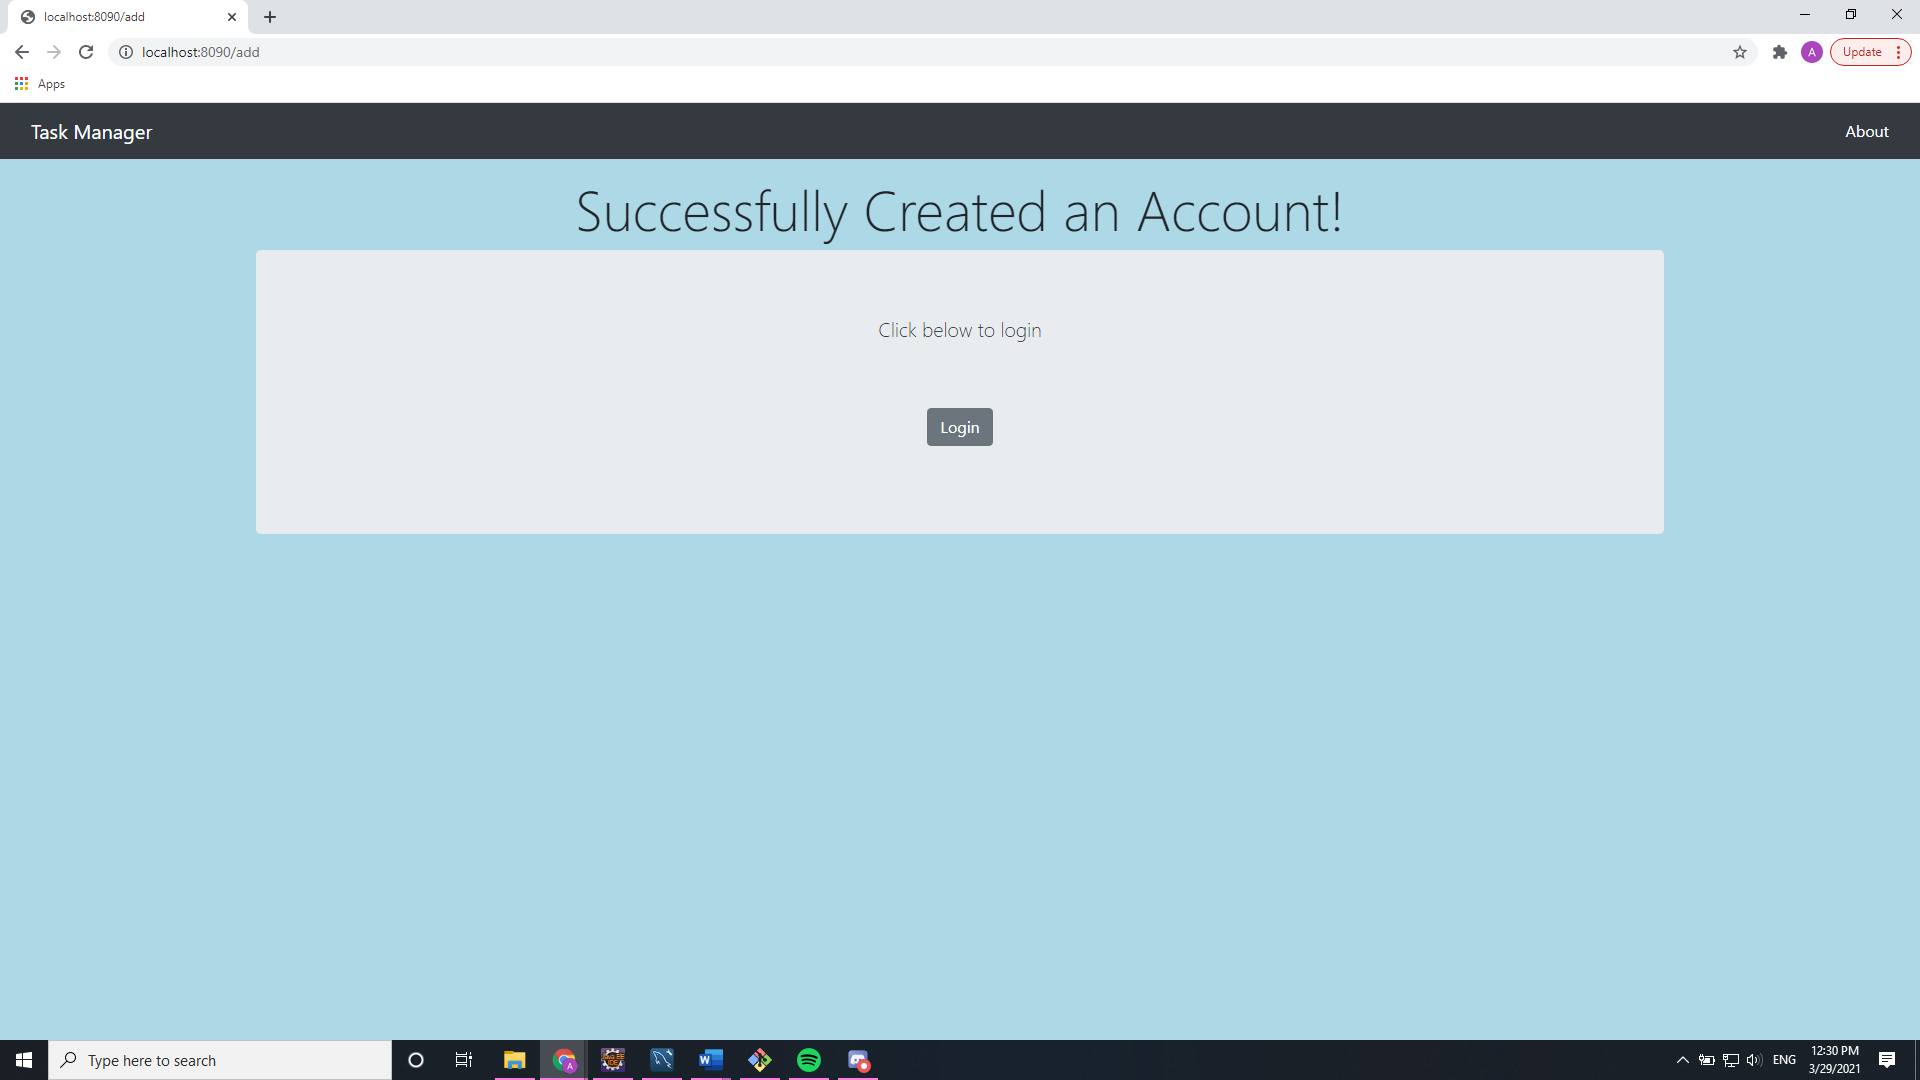 localhost:8090/add
localhost:8090/add
A
Update
Apps
Task Manager
About
Successfully Created an Account!
Click below to login
Login
Type here to search
A
W
ENG
12:30 PM
3/29/2021